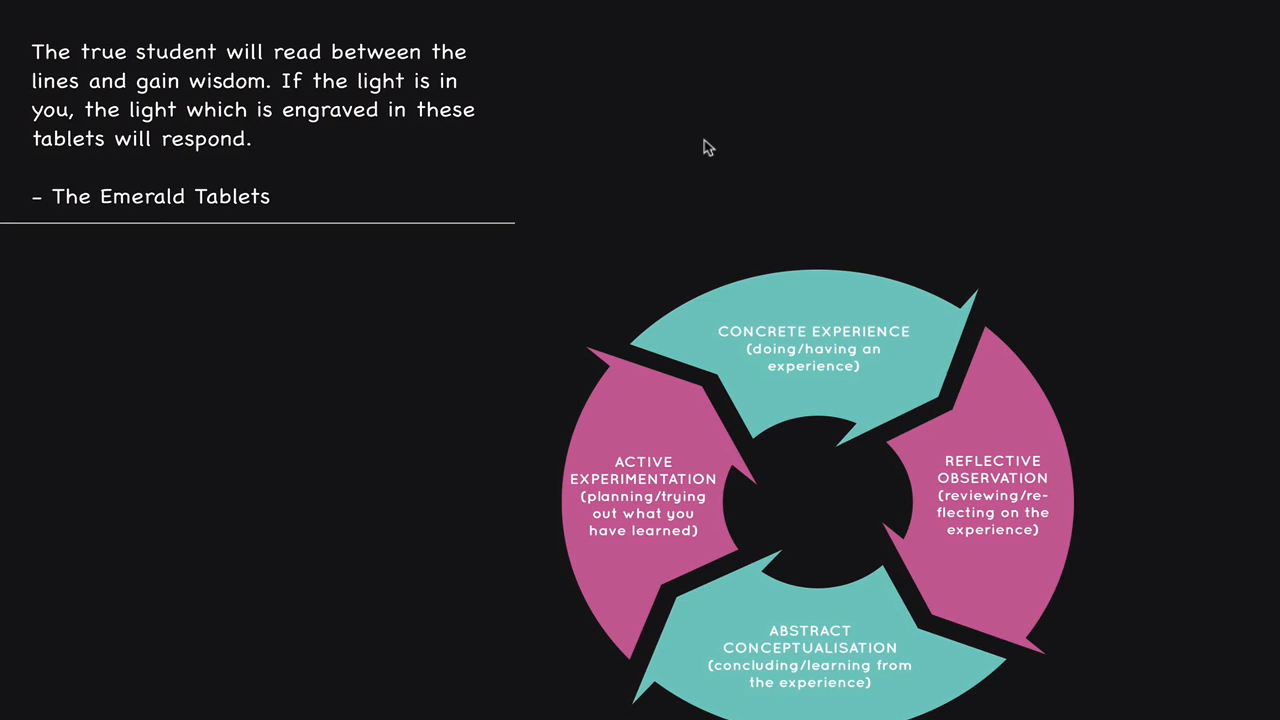 The true student will read between the
lines and gain wisdom. If the light is in
you, the light which is engraved in these
tablets will respond.
– The Emerald Tablets
CONCRETE EXPERIENCE
(doing/having an
experience)
REFLECTIVE
OBSERVATION
(reviewing/re-
flecting on the
experience)
ABSTRACT
CONCEPTUALISATION
(concluding/learning from
the experience)
ACTIVE
EXPERIMENTATION
(planning/trying
out what you
have learned)